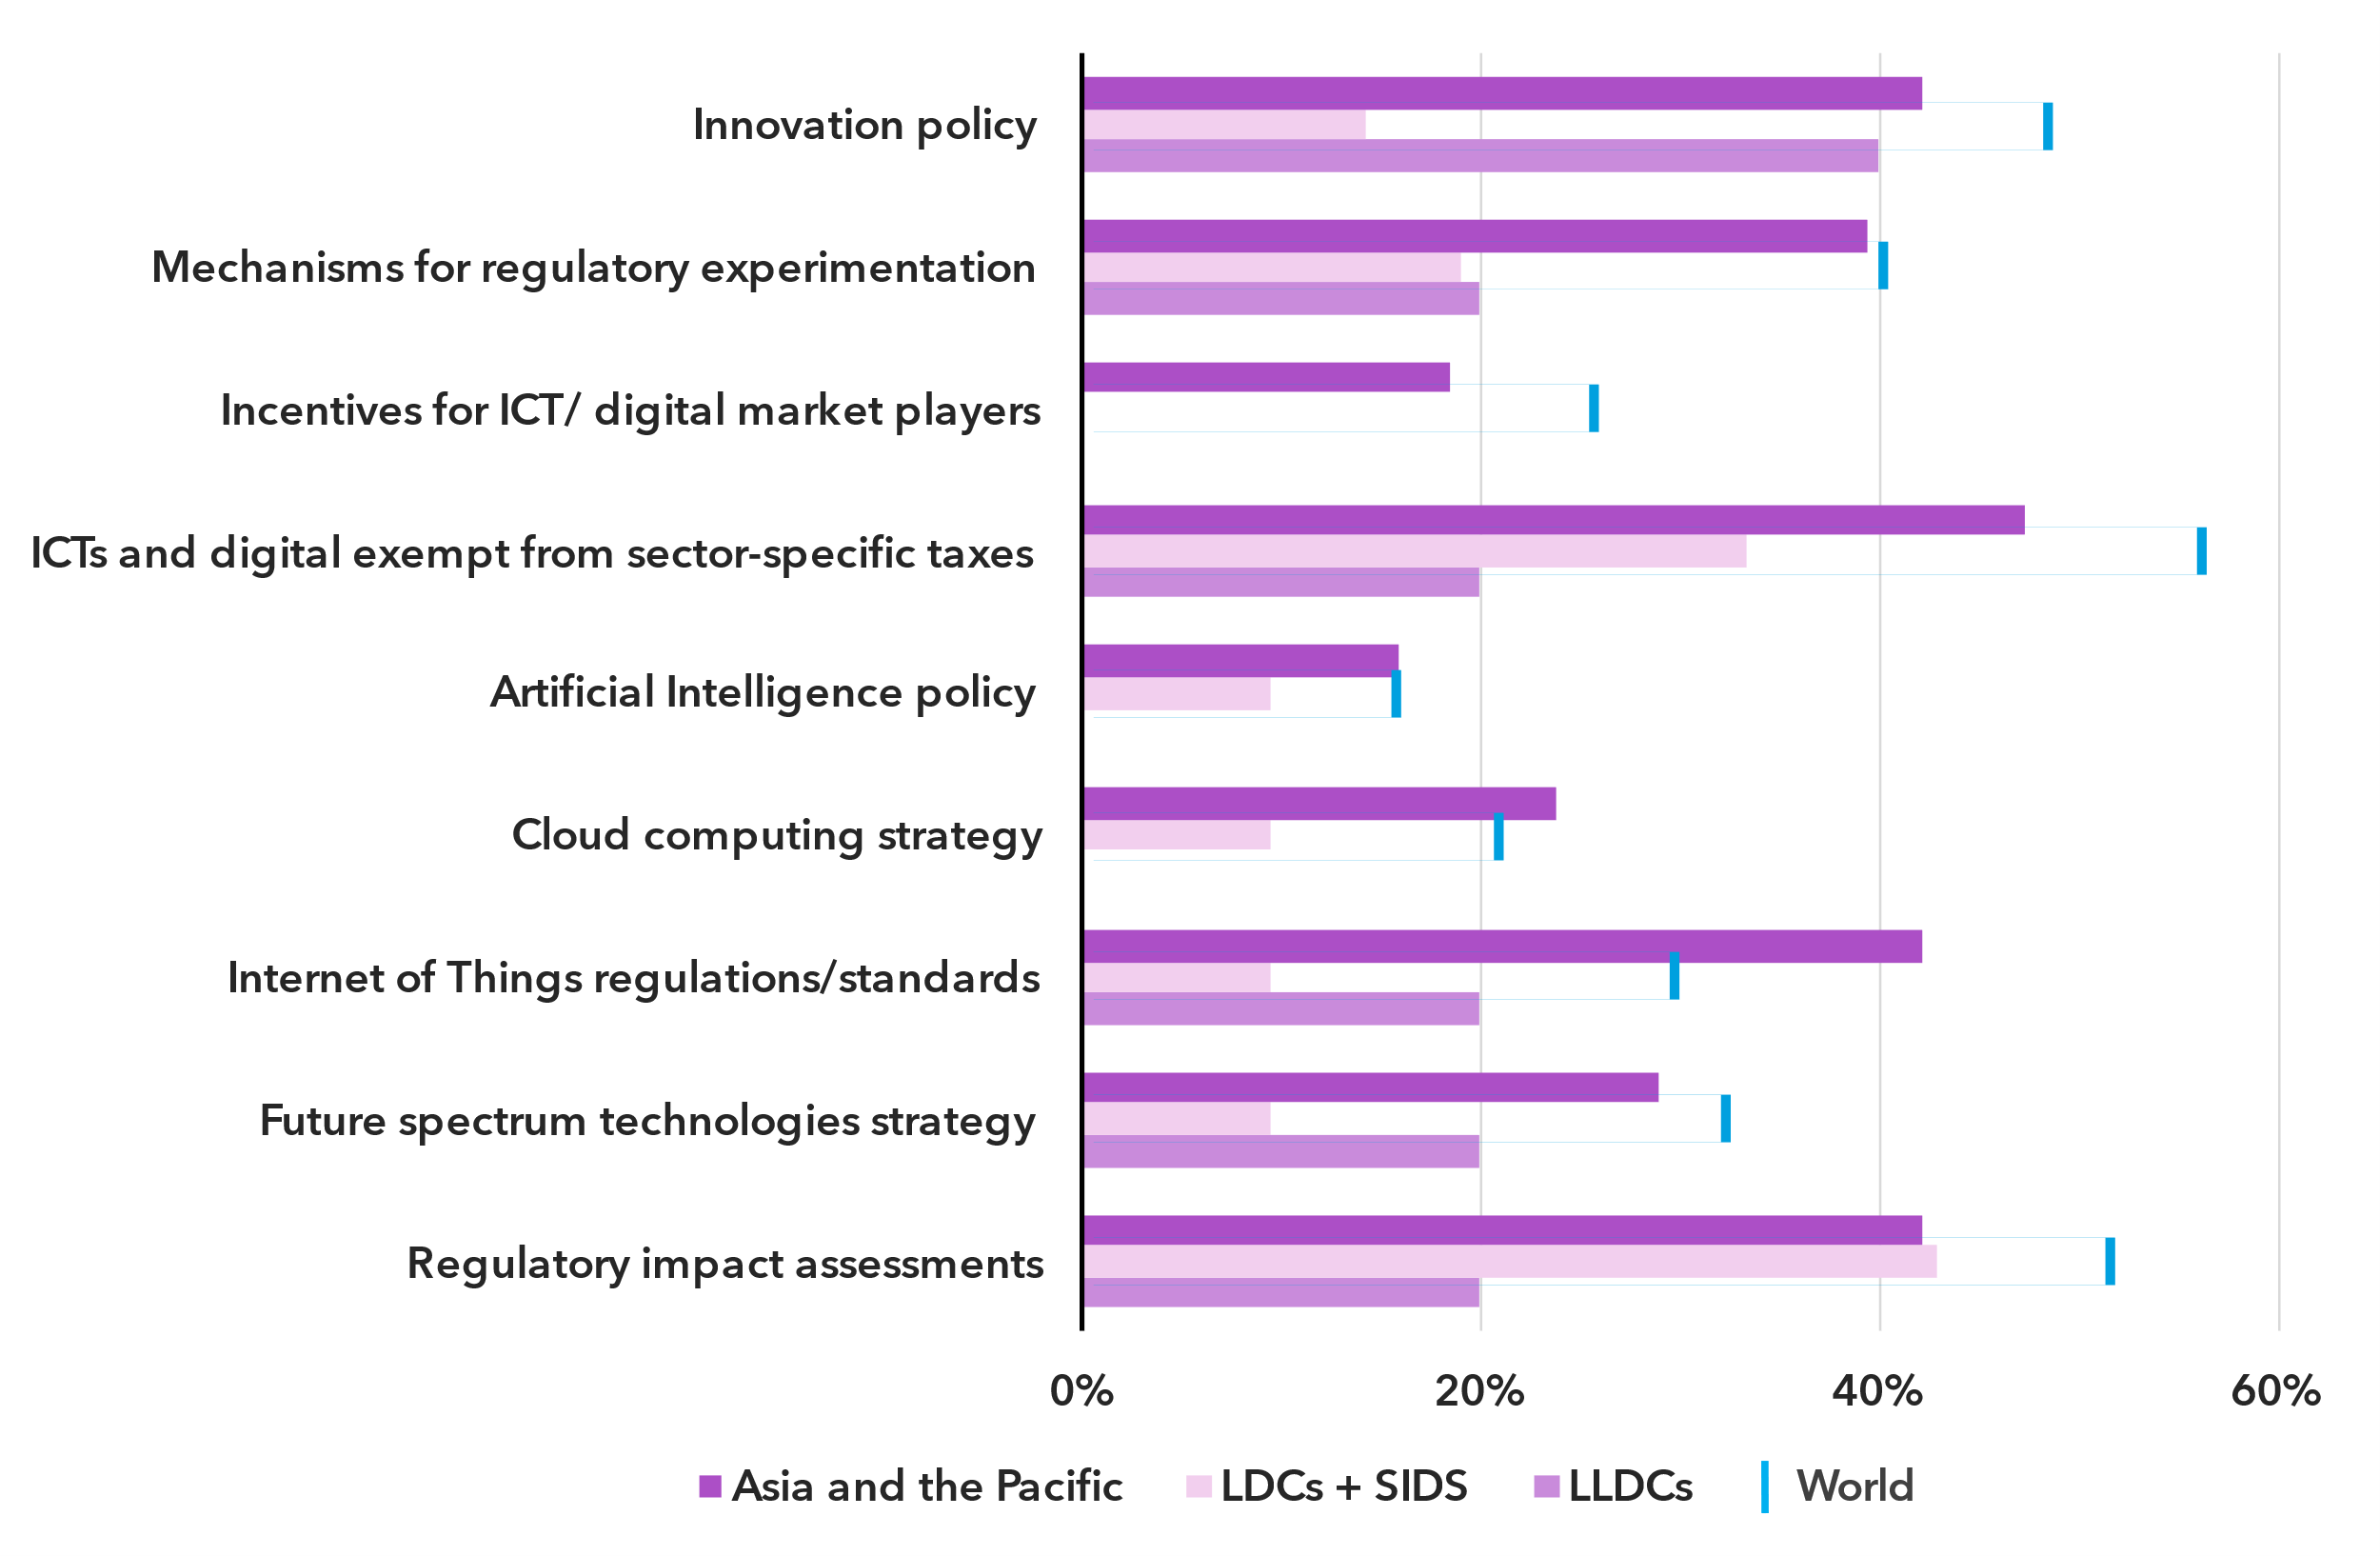 Innovation policy
Mechanisms for regulatory experimentation
Incentives for ICT/ digital market players
ICTs and digital exempt from sector-specific taxes
Artificial Intelligence policy
Cloud computing strategy
Internet of Things regulations/standards
Future spectrum technologies strategy
Regulatory impact assessments
0% 20% 40% 60%
Asia and the Pacific LDCs + SIDS LLDCs World